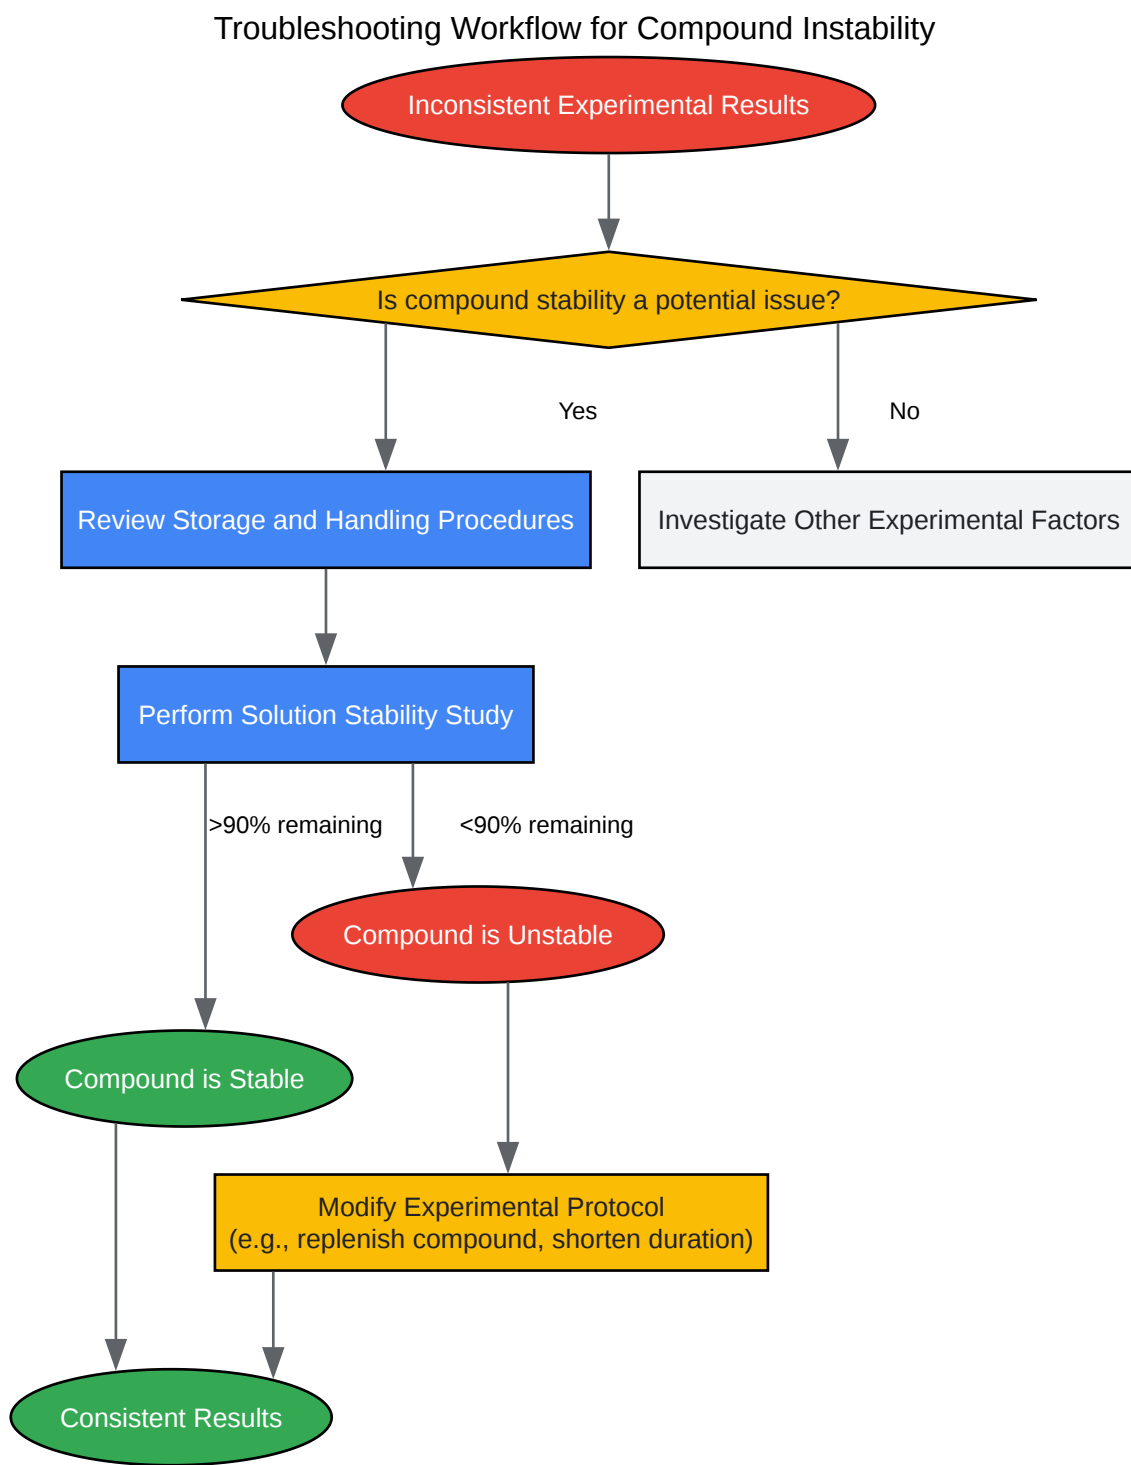 Troubleshooting Workflow for Compound Instability
Inconsistent Experimental Results
Is compound stability a potential issue?
Yes
No
Review Storage and Handling Procedures
Investigate Other Experimental Factors
Perform Solution Stability Study
>90% remaining
<90% remaining
Compound is Unstable
Compound is Stable
Modify Experimental Protocol
(e.g., replenish compound, shorten duration)
Consistent Results